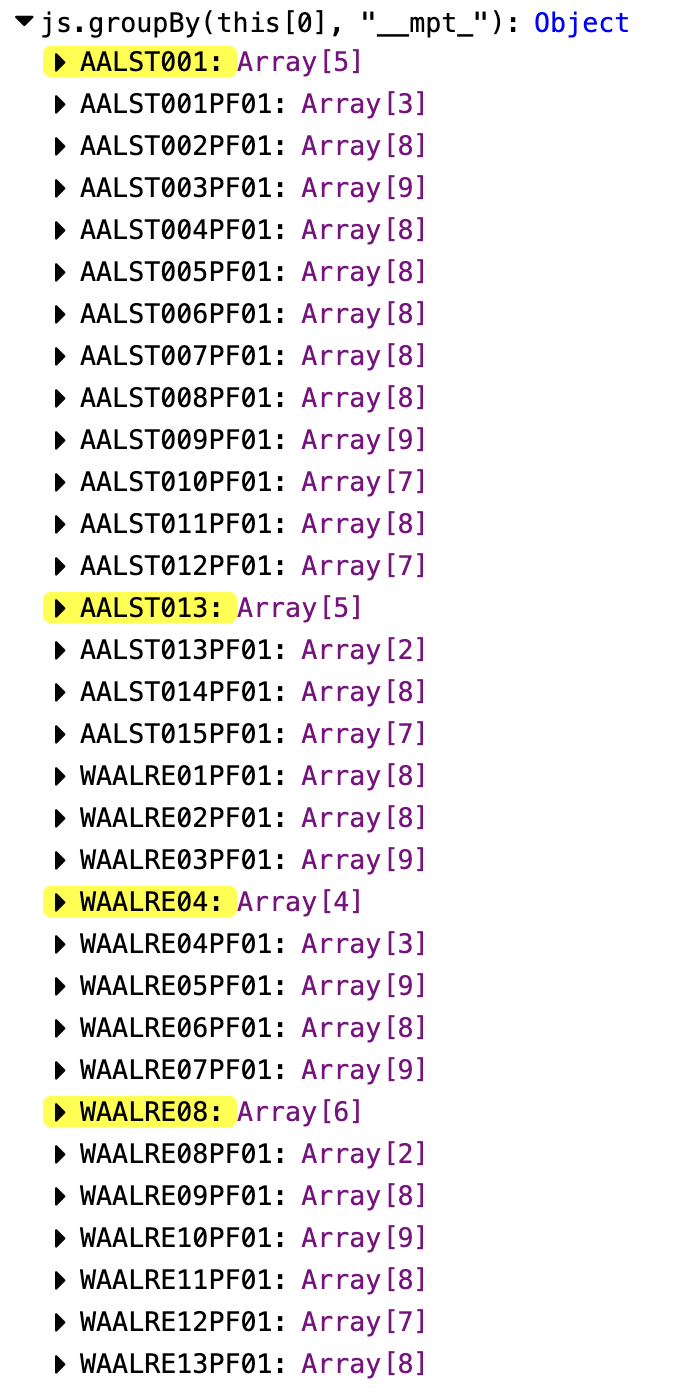 js.groupBy(this[0], "__mpt_"): Object
AALST001: Array[5]
AALST001PF01: Array[3]
AALST002PF01: Array[8]
AALST003PF01: Array[9]
AALST004PF01: Array[8]
AALST005PF01: Array[8]
AALST006PF01: Array[8]
AALST007PF01: Array[8]
AALST008PF01: Array[8]
AALST009PF01: Array[9]
AALST010PF01: Array[7]
AALST011PF01: Array[8]
AALST012PF01: Array[7]
AALST013: Array[5]
AALST013PF01: Array[2]
AALST014PF01: Array[8]
AALST015PF01: Array[7]
WAALRE01PF01: Array[8]
WAALRE02PF01: Array[8]
WAALRE03PF01: Array[9]
WAALRE04: Array[4]
WAALRE04PF01: Array[3]
WAALRE05PF01: Array[9]
WAALRE06PF01: Array[8]
WAALRE07PF01: Array[9]
WAALRE08: Array[6]
WAALRE08PF01: Array[2]
WAALRE09PF01: Array[8]
WAALRE10PF01: Array[9]
WAALRE11PF01: Array[8]
WAALRE12PF01: Array[7]
WAALRE13PF01: Array[8]